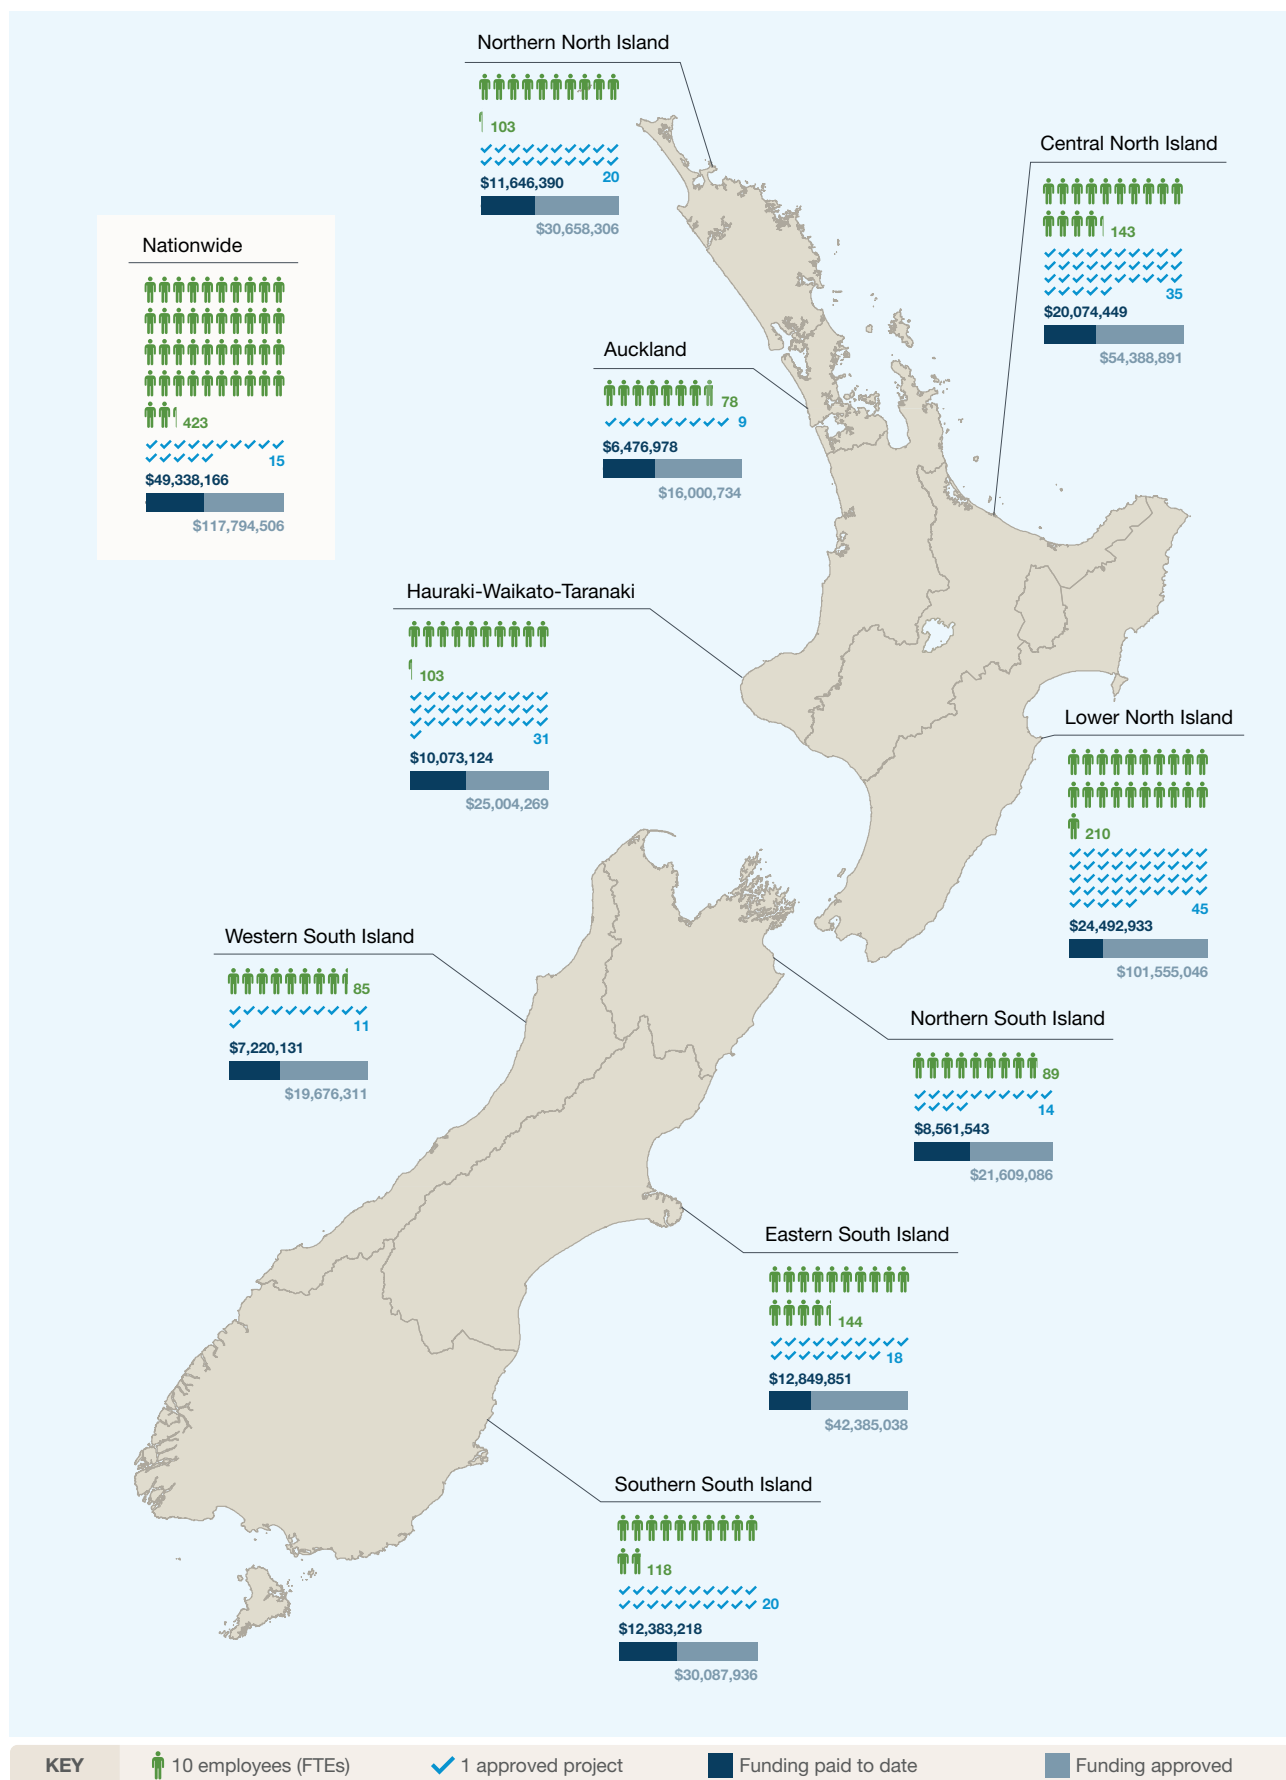 Northern North Island
103
20
$11,646,390
$30,658,306
Central North Island
143
35
$20,074,449
$54,388,891
Nationwide
423
15
$49,338,166
$117,794,506
Auckland
78
9
$6,476,978
$16,000,734
Hauraki-Waikato-Taranaki
103
31
$10,073,124
$25,004,269
Lower North Island
210
45
$24,492,933
$101,555,046
Western South Island
85
11
$7,220,131
$19,676,311
Northern South Island
89
14
$8,561,543
$21,609,086
Eastern South Island
144
18
$12,849,851
$42,385,038
Southern South Island
118
20
$12,383,218
$30,087,936
KEY
10 employees (FTEs)
1 approved project
Funding paid to date
Funding approved